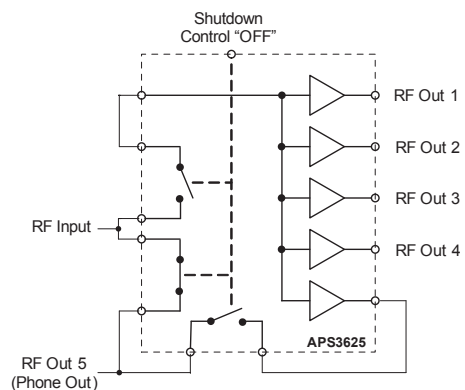 Shutdown
Control “OFF”
RF Out 1
RF Out 2
RF Out 3
RF Input
RF Out 4
APS3625
RF Out 5
(Phone Out)